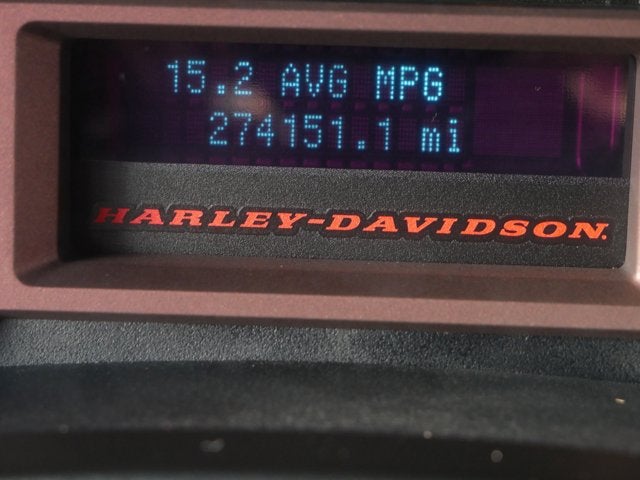 15.2 AVG MPG
274151.1 mi
HARLEY-DAVIDSON.